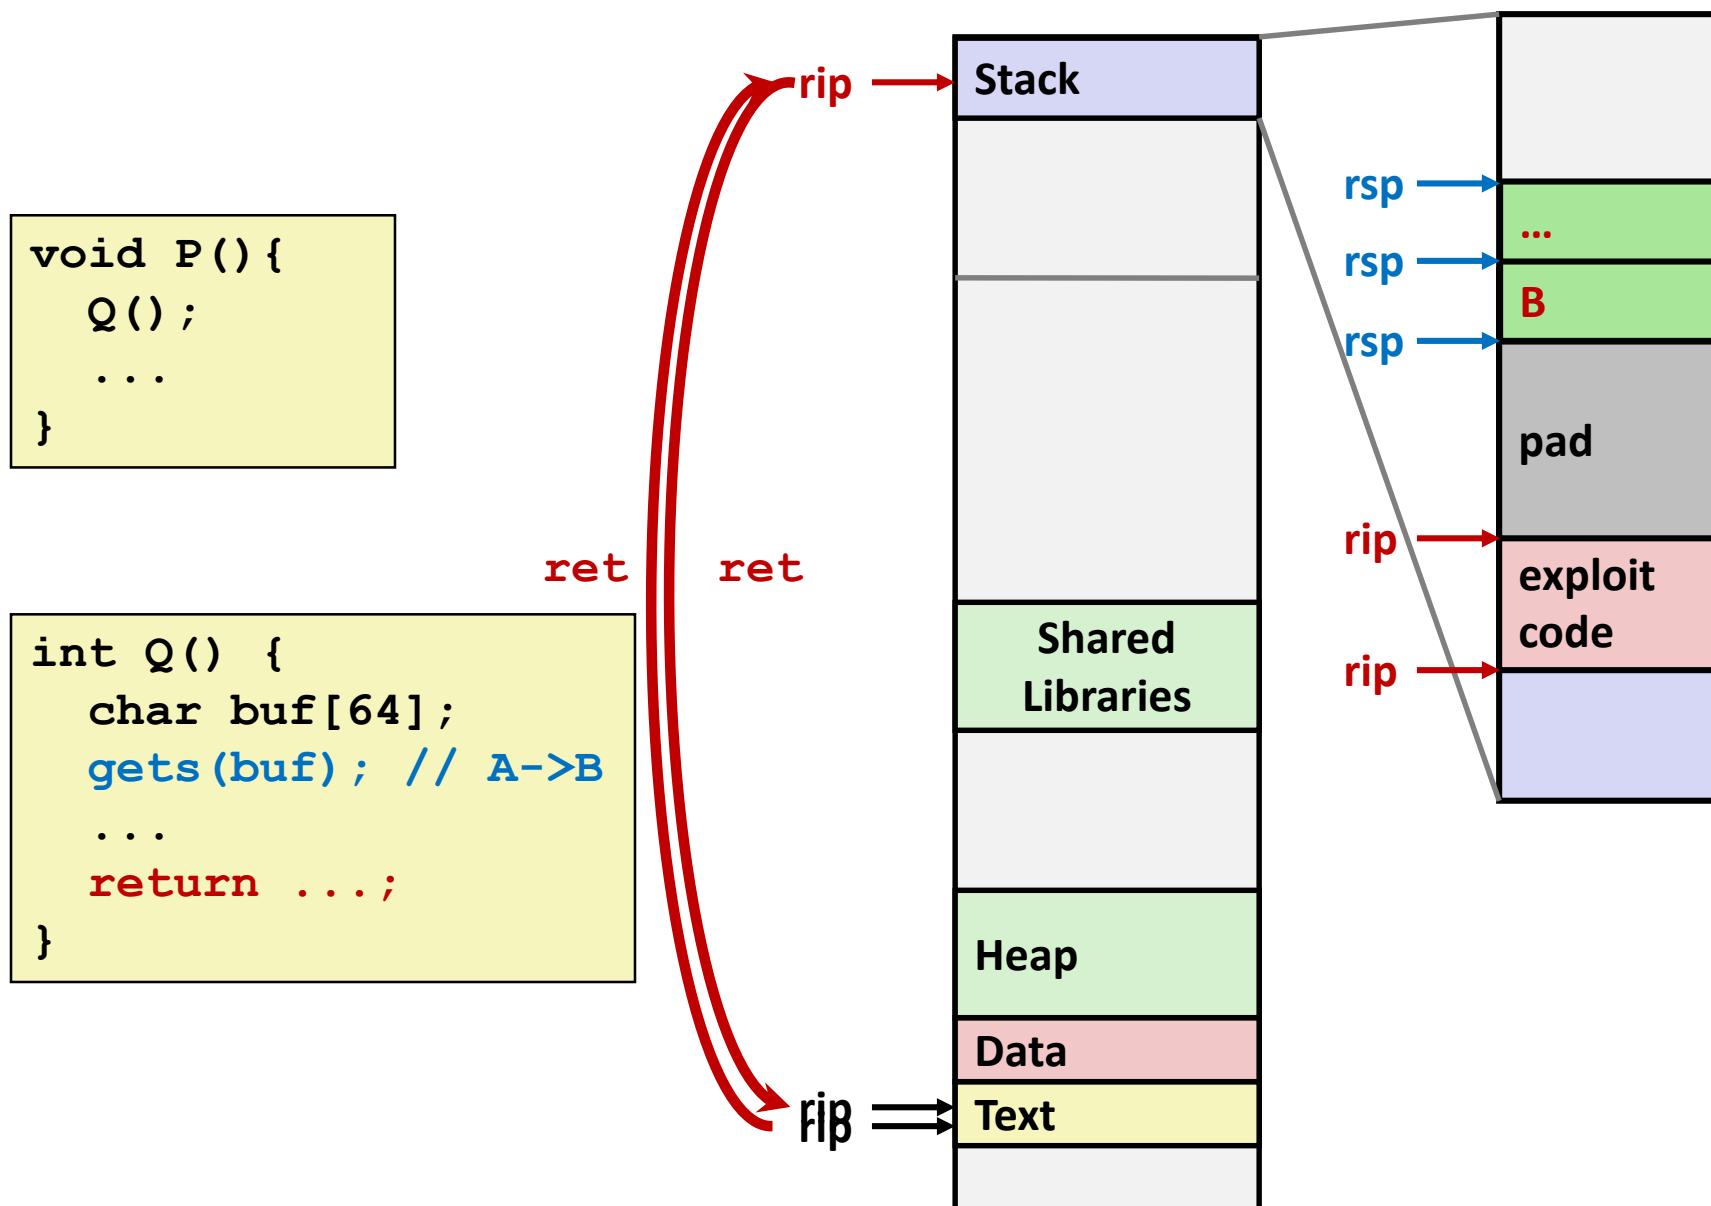 void P(){
Q();
...
}
int Q() {
char buf[64];
gets(buf); // A->B
...
return ...;
}
ret
ret
rip
rip
rip
Stack
Shared
Libraries
Heap
Data
Text
rsp
rsp
rsp
rip
rip
...
B
pad
exploit
code